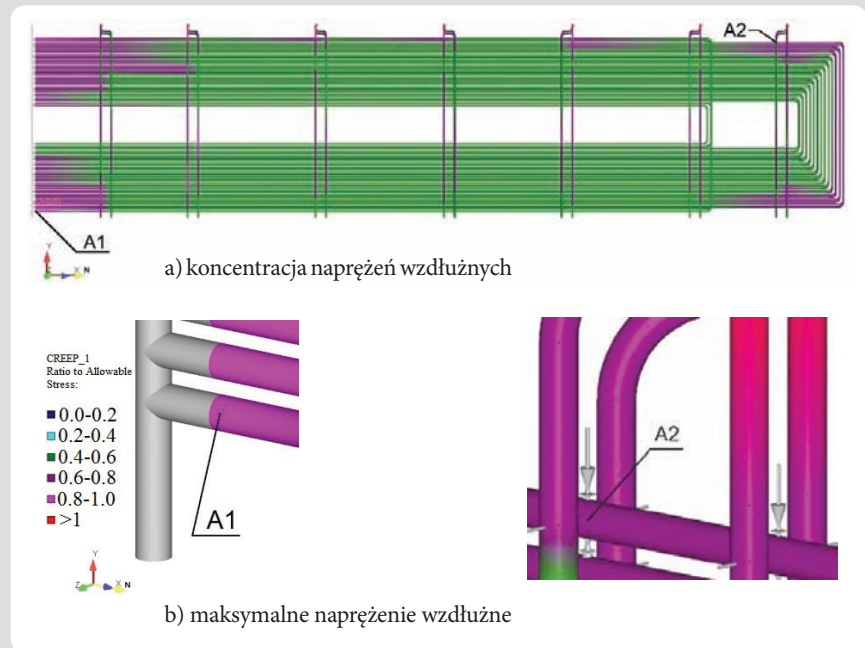 A2
A1
Y
Z
X N
a) koncentracja naprężeń wzdłużnych
CREEP_1
Ratio to Allowable
Stress:
0.0-0.2
0.2-0.4
0.4-0.6
0.6-0.8
0.8-1.0
>1
A1
A2
Y
Z
X N
b) maksymalne naprężenie wzdłużne